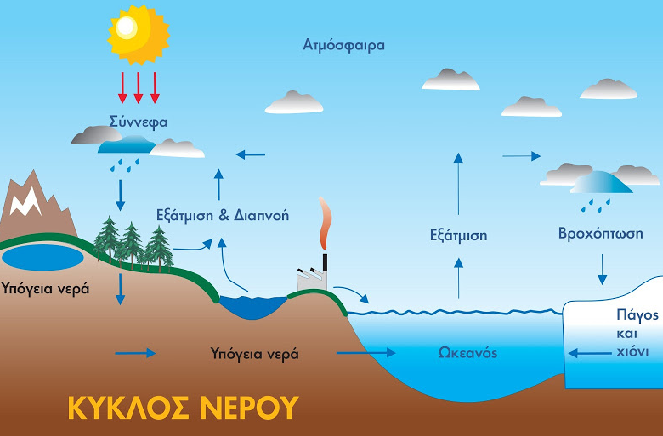 Ατμόσφαιρα
Σύννεφα
Εξάτμιση & Διαπνοή
Εξάτμιση
Βροχόπτωση
Υπόγεια νερά
Πάγος
και
χιόνι
Υπόγεια νερά
Ωκεανός
ΚΥΚΛΟΣ ΝΕΡΟΥ